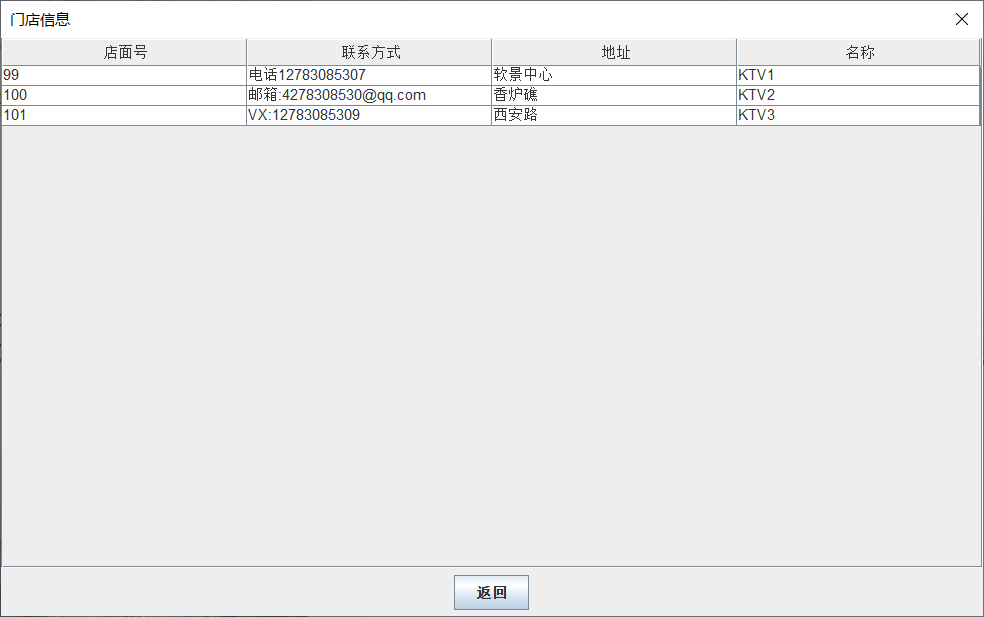 门店信息
店面号 联系方式 地址 名称
99 电话12783085307 软景中心 KTV1
100 邮箱:4278308530@qq.com 香炉礁 KTV2
101 VX:12783085309 西安路 KTV3
返回